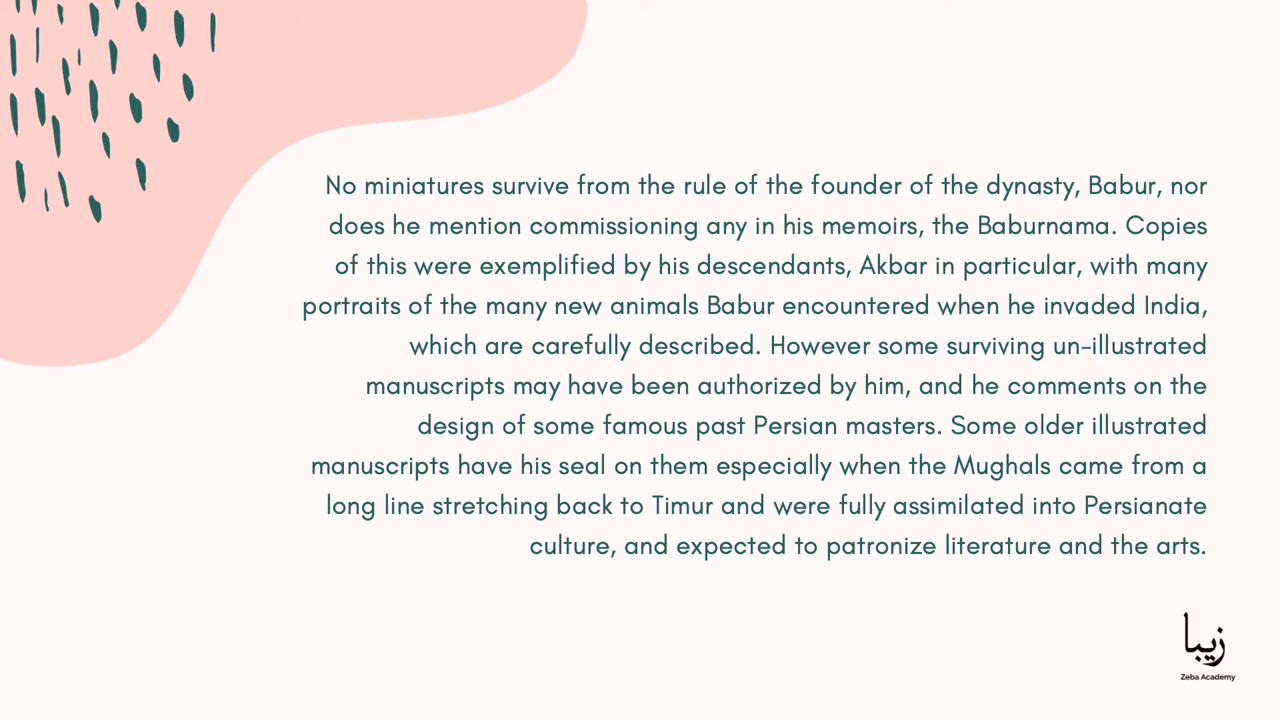 No miniatures survive from the rule of the founder of the dynasty, Babur, nor
does he mention commissioning any in his memoirs, the Baburnama. Copies
of this were exemplified by his descendants, Akbar in particular, with many
portraits of the many new animals Babur encountered when he invaded India,
which are carefully described. However some surviving un-illustrated
manuscripts may have been authorized by him, and he comments on the
design of some famous past Persian masters. Some older illustrated
manuscripts have his seal on them especially when the Mughals came from a
long line stretching back to Timur and were fully assimilated into Persianate
culture, and expected to patronize literature and the arts.
زیبا
Zeba Academy